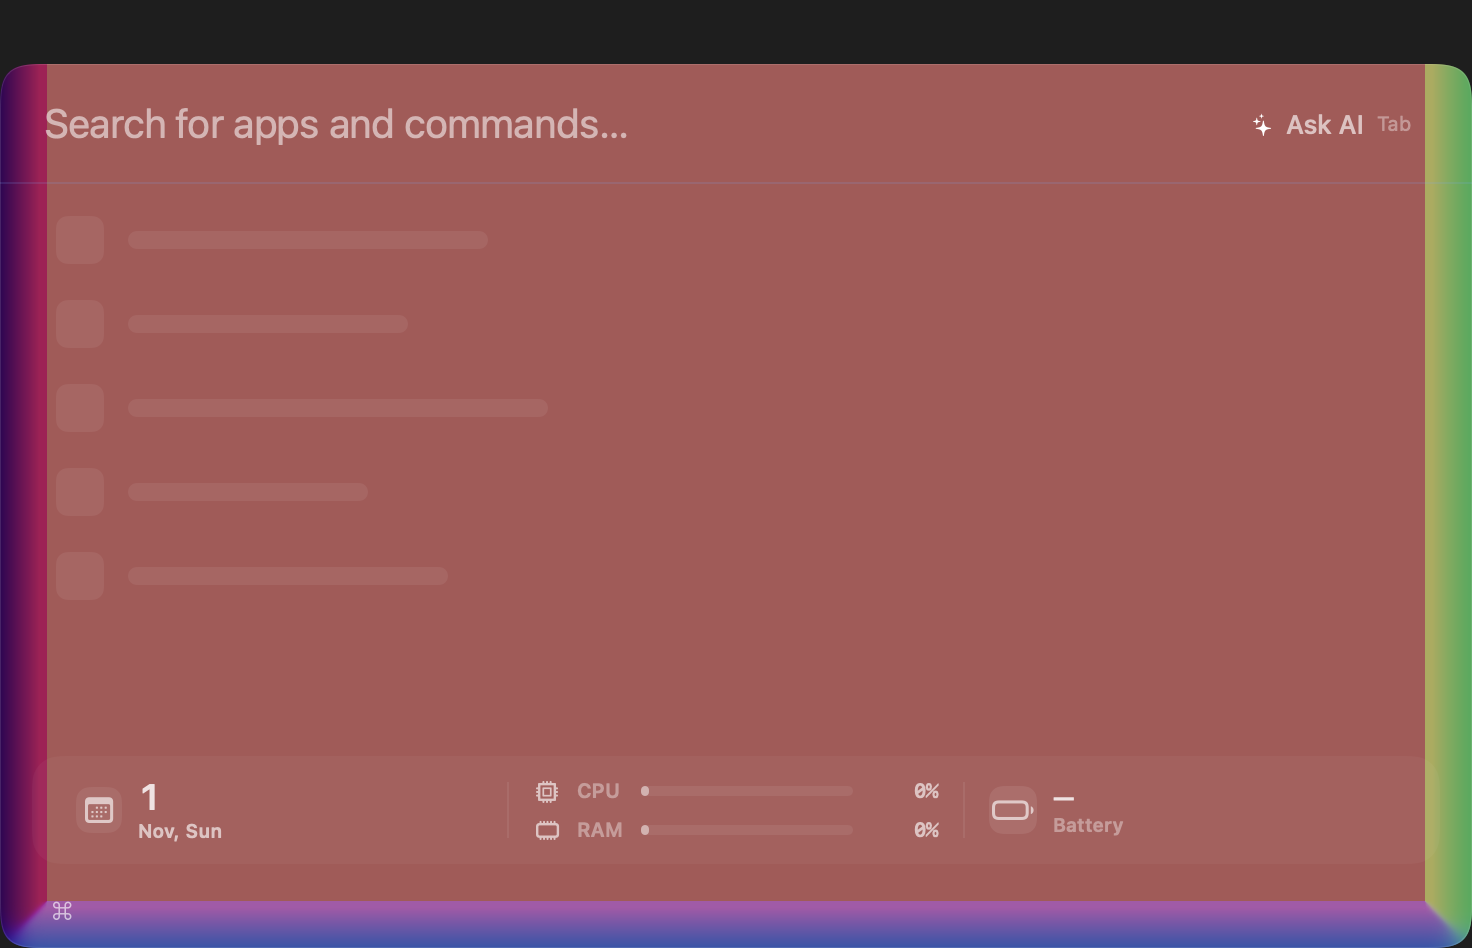 Search for apps and commands...
Ask AI Tab
1
Nov, Sun
CPU 0%
RAM 0%
—
Battery
⌘